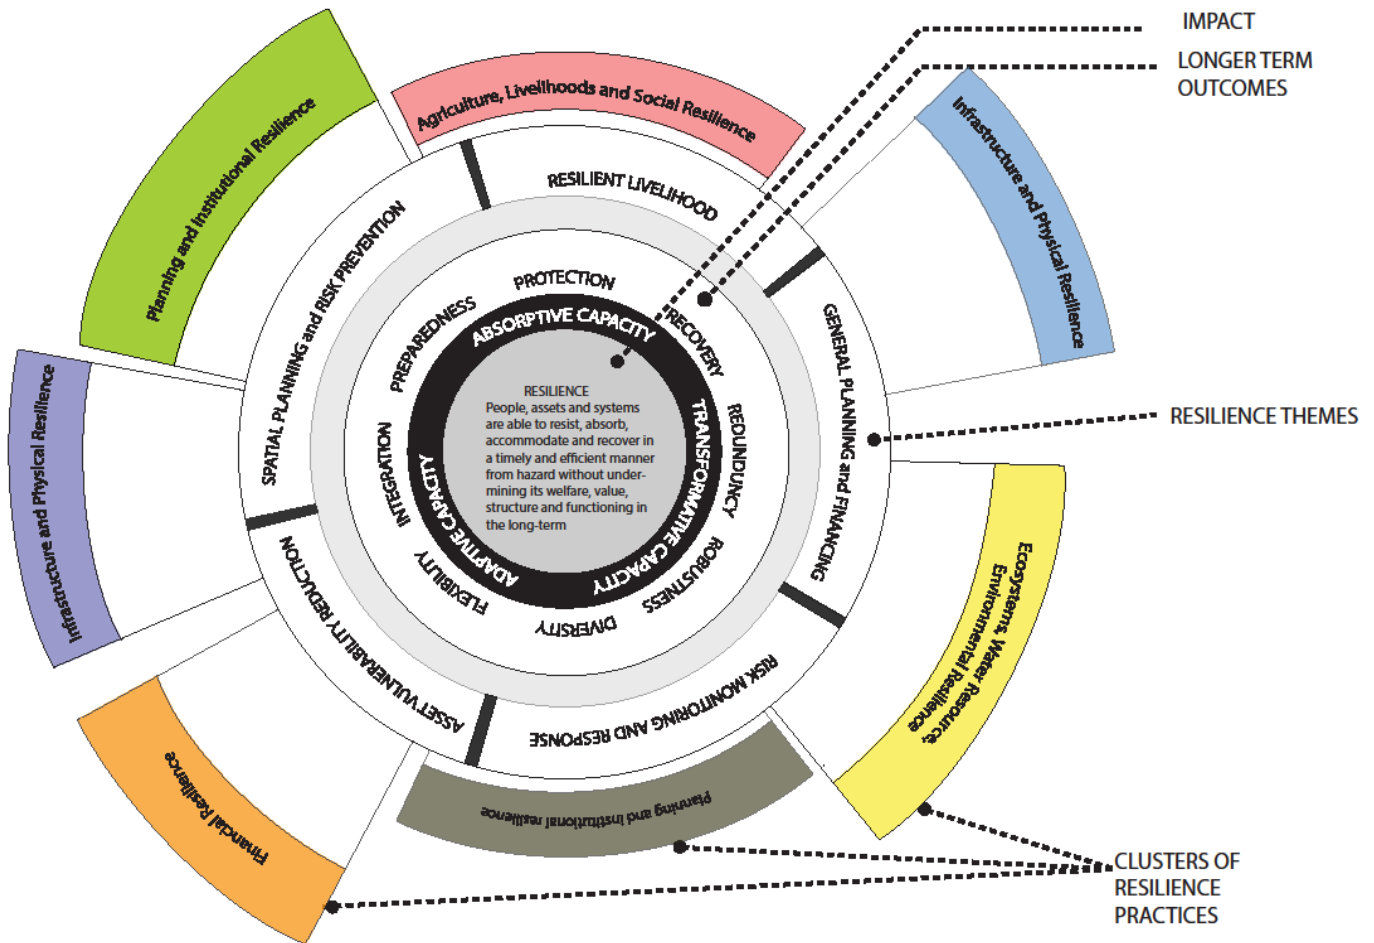 IMPACT
LONGER TERM
OUTCOMES
Agriculture, Livelihoods and Social Resilience
Infrastructure and Physical Resilience
Planning and Institutional Resilience
RESILIENT LIVELIHOOD
SPATIAL PLANNING and RISK PREVENTION
GENERAL PLANNING and FINANCING
PROTECTION
PREPAREDNESS
RECOVERY
ABSORPTIVE CAPACITY
RESILIENCE
People, assets and systems
are able to resist, absorb,
accommodate and recover in
a timely and efficient manner
from hazard without under-
mining its welfare, value,
structure and functioning in
the long-term
TRANSFORMATIVE CAPACITY
ADAPTIVE CAPACITY
REDUNDUNCY
INTEGRATION
ROBUSTNESS
FLEXIBILITY
DIVERSITY
RESILIENCE THEMES
Infrastructure and Physical Resilience
ASSET VULNERABILITY REDUCTION
RISK MONITORING AND RESPONSE
Ecosystems, Water Resource,
Environmental Resilience
Financial Resilience
Planning and Institutional resilience
CLUSTERS OF
RESILIENCE
PRACTICES